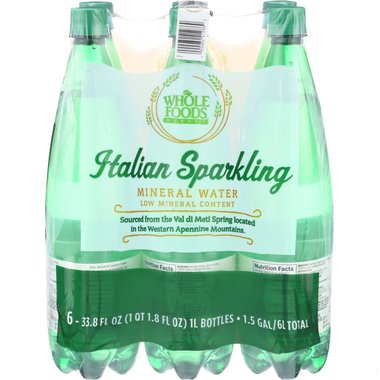 WHOLE
FOODS
MARKET
Italian Sparkling
MINERAL WATER
LOW MINERAL CONTENT
Sourced from the Val di Meti Spring located
in the Western Apennine Mountains.
Nutrition Facts
Nutrition Facts
6 - 33.8 FL OZ (1 QT 1.8 FL OZ) 1L BOTTLES • 1.5 GAL/6L TOTAL